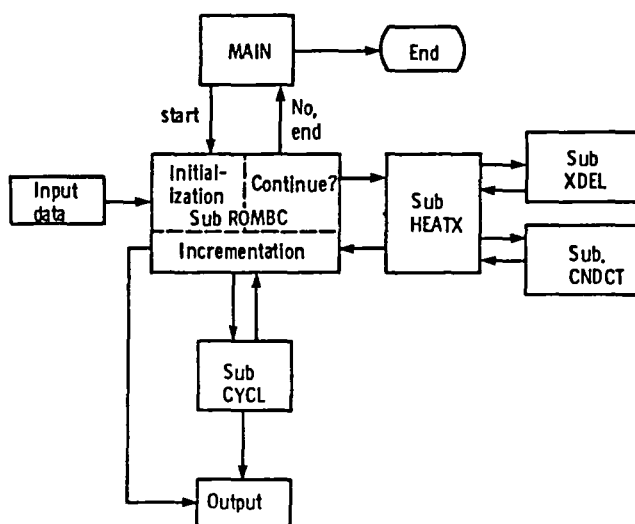 MAIN
End
start
No,
end
Input
data
Initial-
ization
Continue?
Sub ROMBC
Incrementation
Sub
HEATX
Sub
XDEL
Sub.
CNDCT
Sub
CYCL
Output